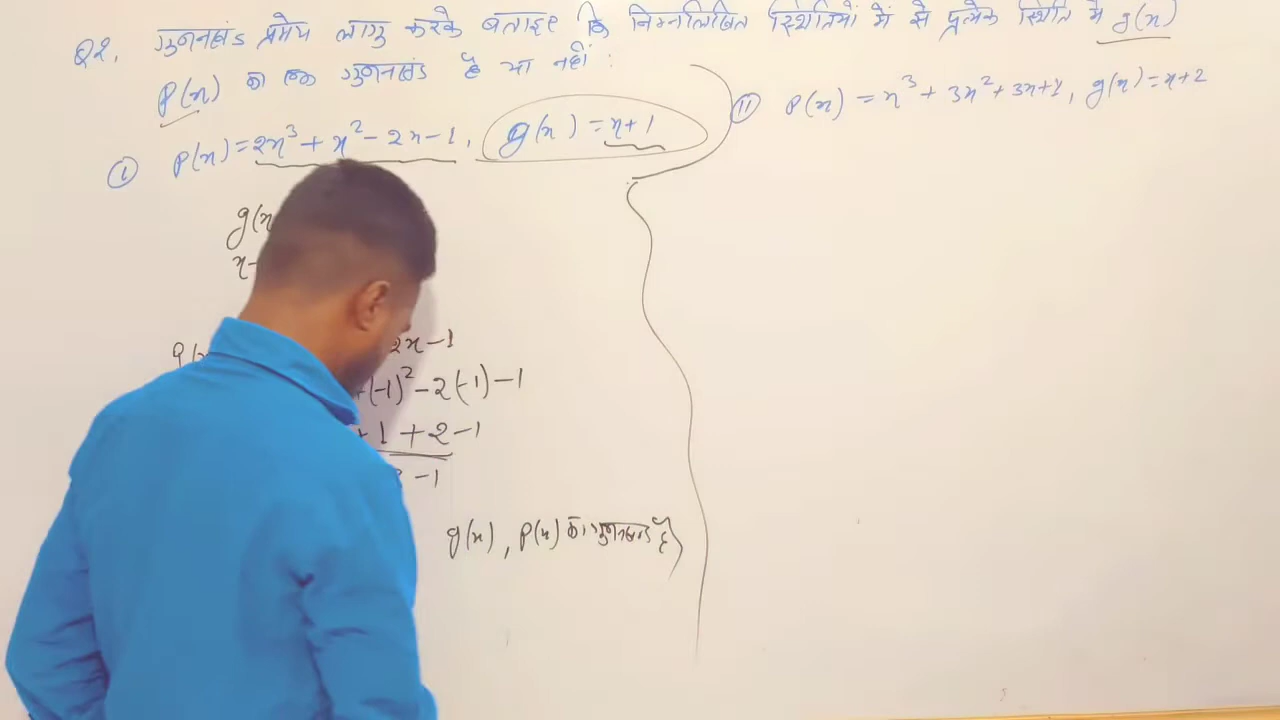 Q2. गुणनखंड प्रमेय लागू करके बताइए कि निम्नलिखित स्थितियों में से प्रत्येक स्थिति में g(x)
P(x) का एक गुणनखंड है या नहीं :
(i) P(x) = 2x³ + x² - 2x - 1, g(x) = x+1
(ii) P(x) = x³ + 3x² + 3x + 1, g(x) = x+2
g(x
x-
2x - 1
(-1)² - 2(-1) - 1
+ 1 + 2 - 1
- 1
g(x), P(x) का गुणनखंड है